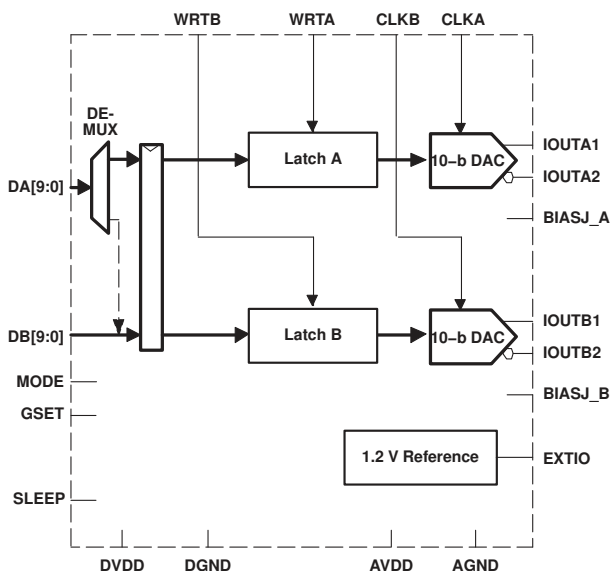 WRTB WRTA CLKB CLKA
DE-
MUX
DA[9:0]
Latch A
10–b DAC
IOUTA1
IOUTA2
BIASJ_A
DB[9:0]
Latch B
10–b DAC
IOUTB1
IOUTB2
BIASJ_B
MODE
GSET
1.2 V Reference
EXTIO
SLEEP
DVDD DGND AVDD AGND